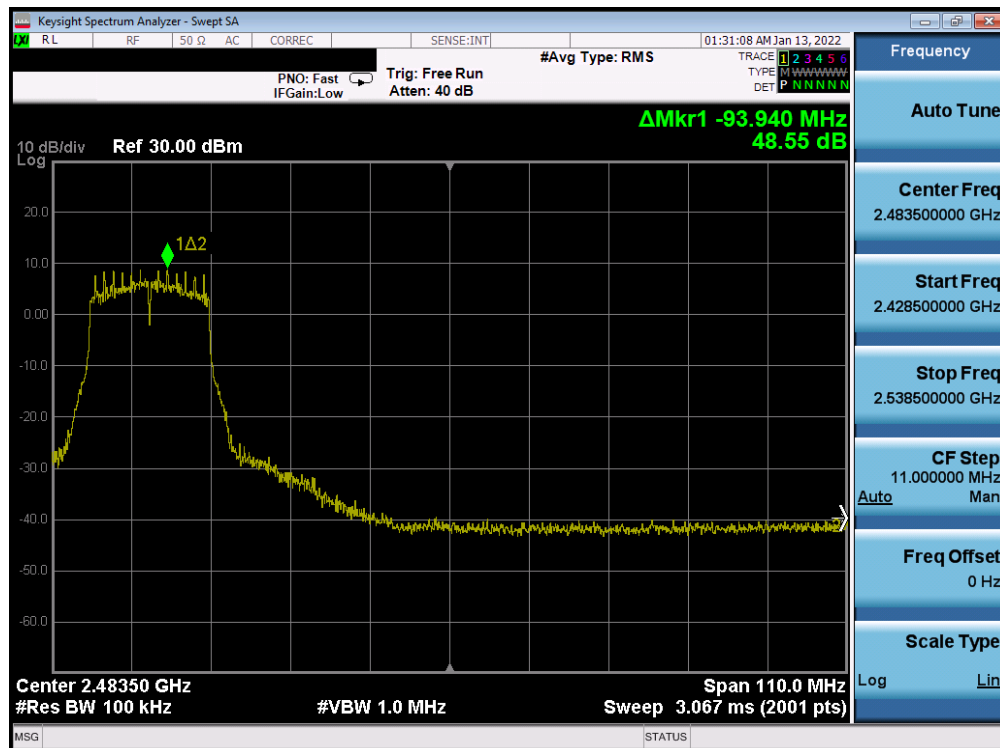 Keysight Spectrum Analyzer - Swept SA
LXI RL RF 50 Ω AC CORREC SENSE:INT 01:31:08 AM Jan 13, 2022
#Avg Type: RMS
TRACE 1 2 3 4 5 6
TYPE M W W W W W
DET P N N N N N
PNO: Fast
IFGain:Low
Trig: Free Run
Atten: 40 dB
ΔMkr1 -93.940 MHz
48.55 dB
10 dB/div
Log
Ref 30.00 dBm
20.0
10.0
0.00
-10.0
-20.0
-30.0
-40.0
-50.0
-60.0
1Δ2
Center 2.48350 GHz
Span 110.0 MHz
#Res BW 100 kHz
#VBW 1.0 MHz
Sweep 3.067 ms (2001 pts)
MSG
STATUS
Frequency
Auto Tune
Center Freq
2.483500000 GHz
Start Freq
2.428500000 GHz
Stop Freq
2.538500000 GHz
CF Step
11.000000 MHz
Auto Man
Freq Offset
0 Hz
Scale Type
Log Lin